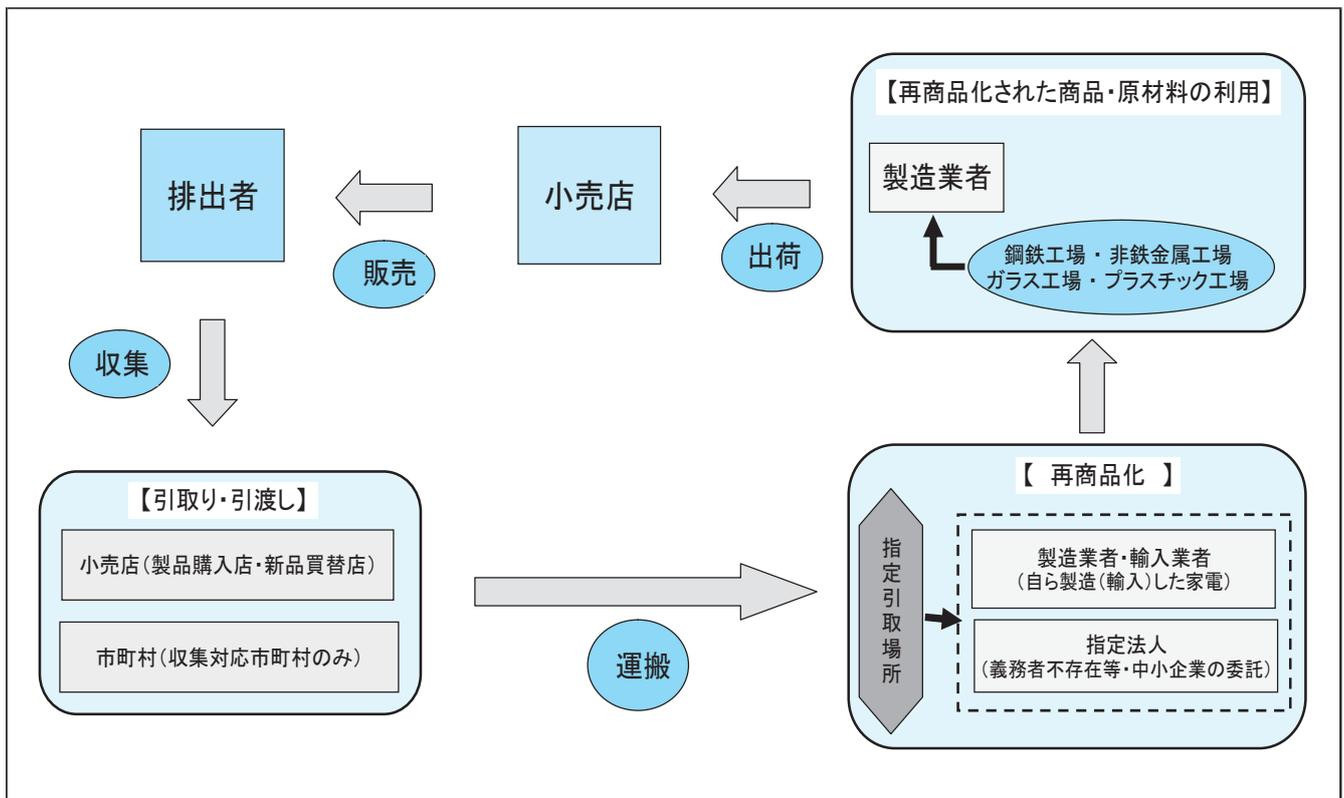 【再商品化された商品・原材料の利用】
製造業者
鋼鉄工場 ・ 非鉄金属工場
ガラス工場 ・ プラスチック工場
出荷
小売店
販売
排出者
収集
【引取り・引渡し】
小売店(製品購入店・新品買替店)
市町村(収集対応市町村のみ)
運搬
【 再商品化 】
指定引取場所
製造業者・輸入業者
(自ら製造(輸入)した家電)
指定法人
(義務者不存在等・中小企業の委託)